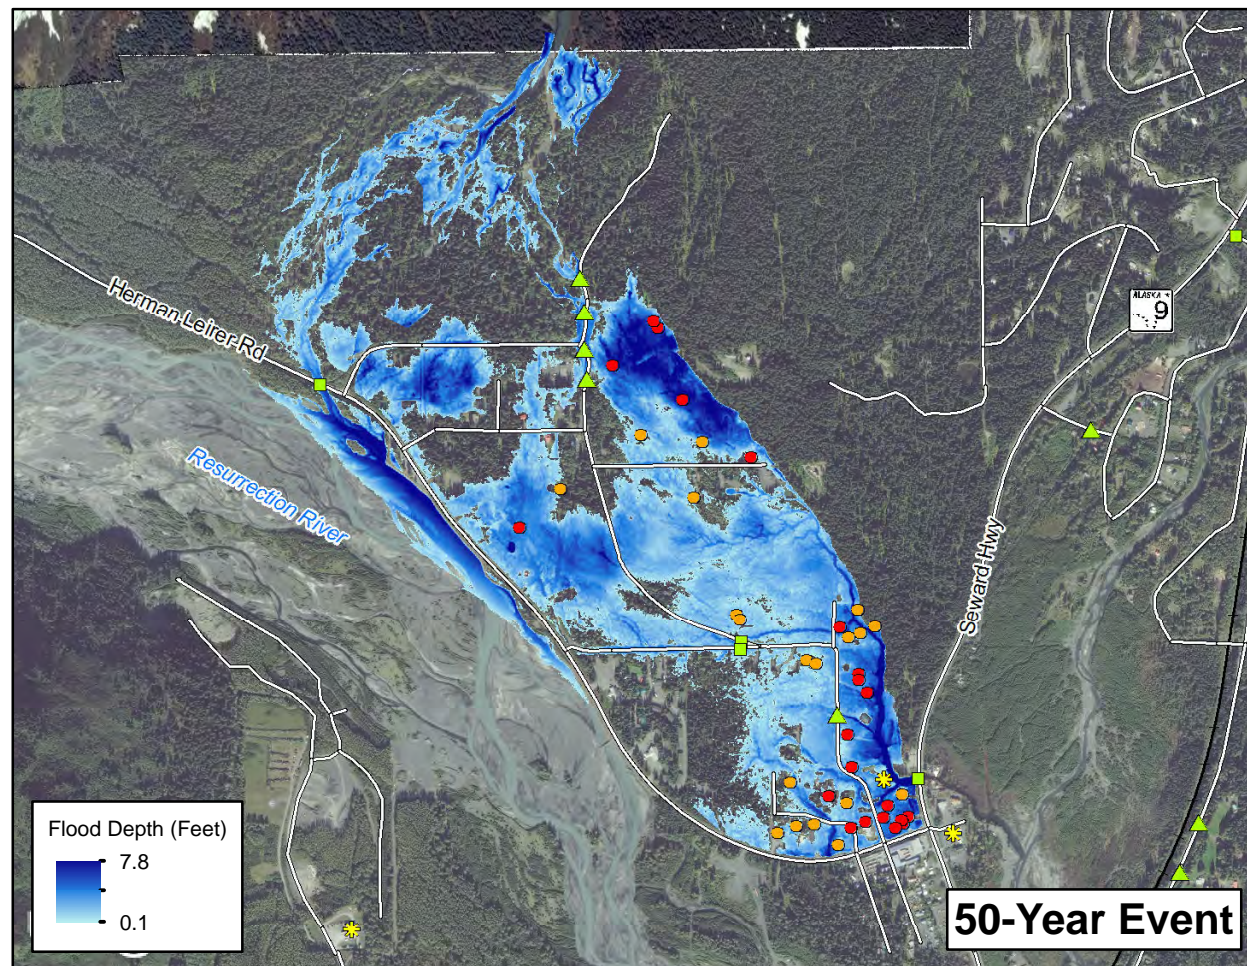 ALASKA
9
Herman Leirer Rd
Resurrection River
Seward Hwy
Flood Depth (Feet)
7.8
0.1
50-Year Event